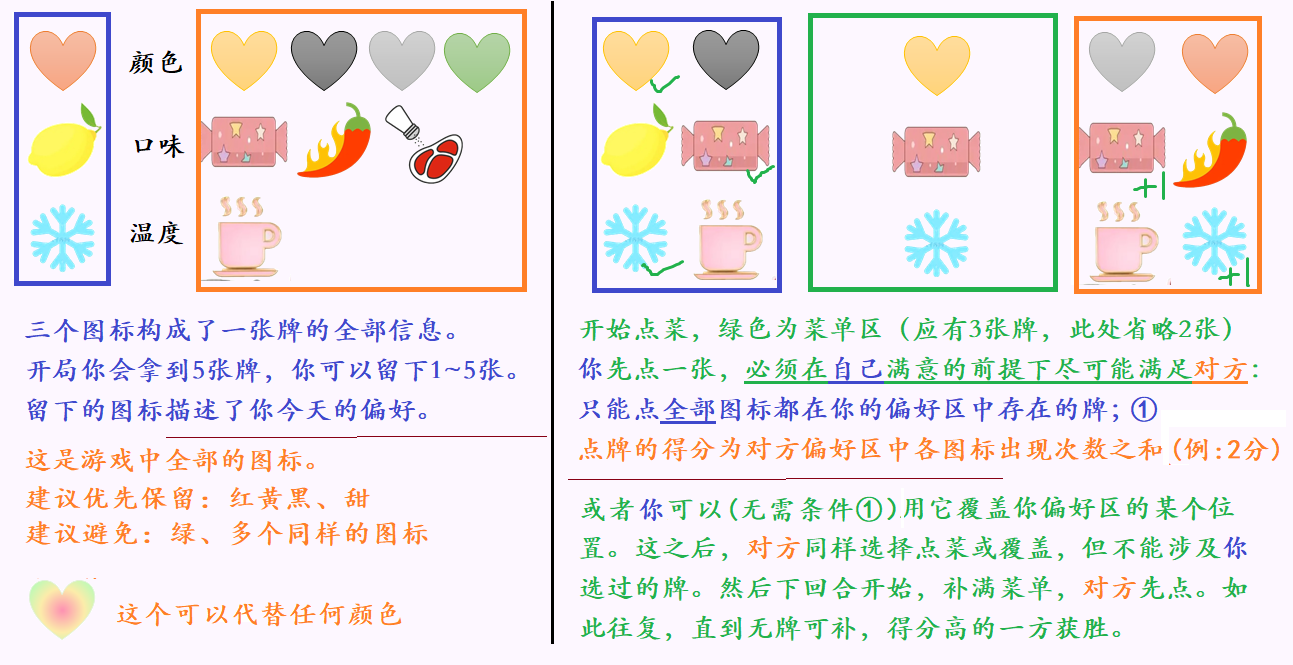 颜色
口味
温度
三个图标构成了一张牌的全部信息。
开局你会拿到5张牌，你可以留下1~5张。
留下的图标描述了你今天的偏好。
这是游戏中全部的图标。
建议优先保留：红黄黑、甜
建议避免：绿、多个同样的图标
这个可以代替任何颜色
+1
+1
开始点菜，绿色为菜单区（应有3张牌，此处省略2张）
你先点一张，必须在自己满意的前提下尽可能满足对方：
只能点全部图标都在你的偏好区中存在的牌；①
点牌的得分为对方偏好区中各图标出现次数之和(例:2分)
或者你可以(无需条件①)用它覆盖你偏好区的某个位
置。这之后，对方同样选择点菜或覆盖，但不能涉及你
选过的牌。然后下回合开始，补满菜单，对方先点。如
此往复，直到无牌可补，得分高的一方获胜。